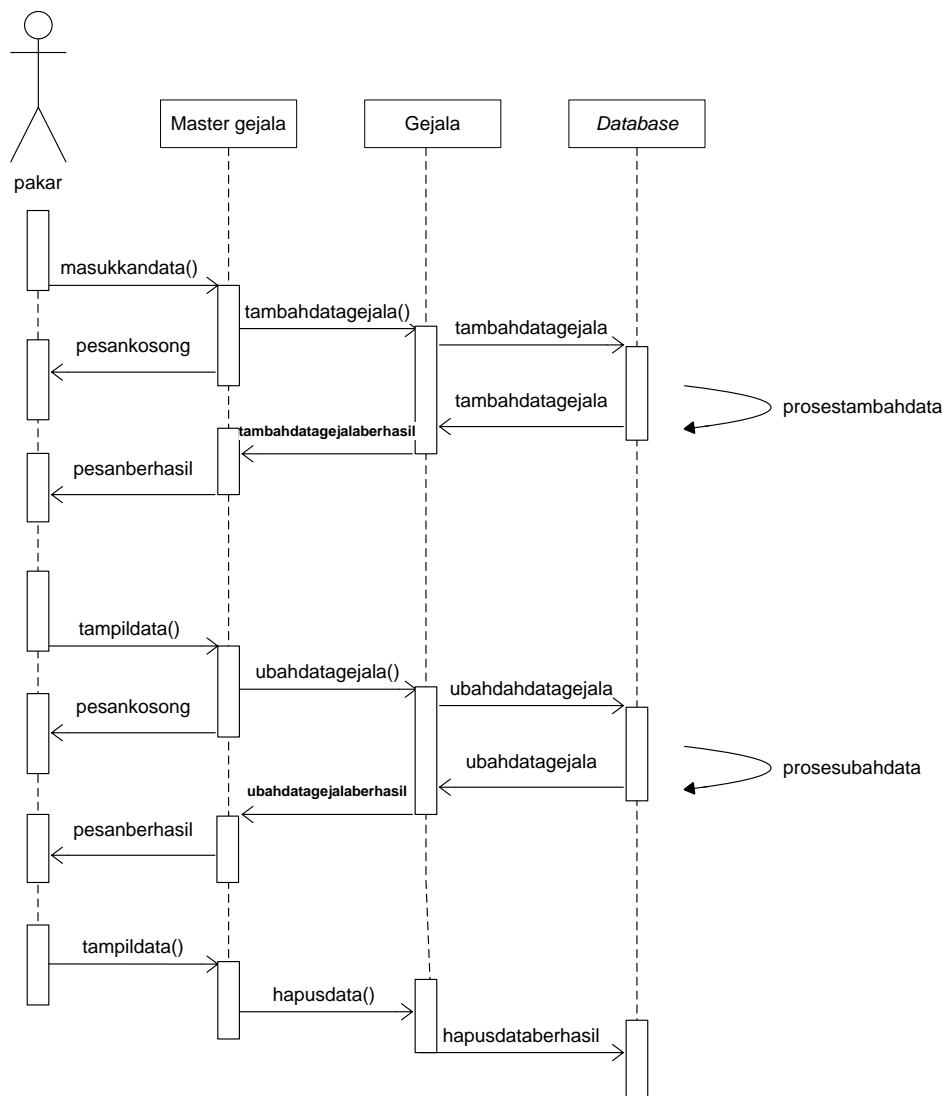 Master gejala
Gejala
Database
pakar
masukkandata()
tambahdatagejala()
tambahdatagejala
pesankosong
tambahdatagejala
prosestambahdata
tambahdatagejalaberhasil
pesanberhasil
tampildata()
ubahdatagejala()
ubahdahdatagejala
pesankosong
ubahdatagejala
prosesubahdata
ubahdatagejalaberhasil
pesanberhasil
tampildata()
hapusdata()
hapusdataberhasil